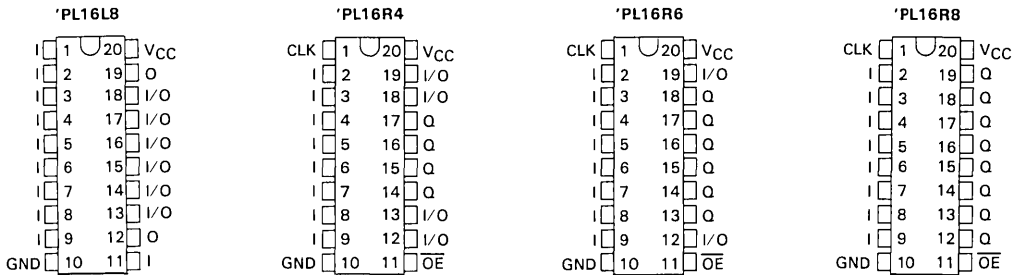 'PL16L8 'PL16R4 'PL16R6 'PL16R8
I 1 20 VCC CLK 1 20 VCC CLK 1 20 VCC CLK 1 20 VCC
I 2 19 O I 2 19 I/O I 2 19 I/O I 2 19 Q
I 3 18 I/O I 3 18 I/O I 3 18 Q I 3 18 Q
I 4 17 I/O I 4 17 Q I 4 17 Q I 4 17 Q
I 5 16 I/O I 5 16 Q I 5 16 Q I 5 16 Q
I 6 15 I/O I 6 15 Q I 6 15 Q I 6 15 Q
I 7 14 I/O I 7 14 Q I 7 14 Q I 7 14 Q
I 8 13 I/O I 8 13 I/O I 8 13 Q I 8 13 Q
I 9 12 O I 9 12 I/O I 9 12 I/O I 9 12 Q
GND 10 11 I GND 10 11 OE GND 10 11 OE GND 10 11 OE